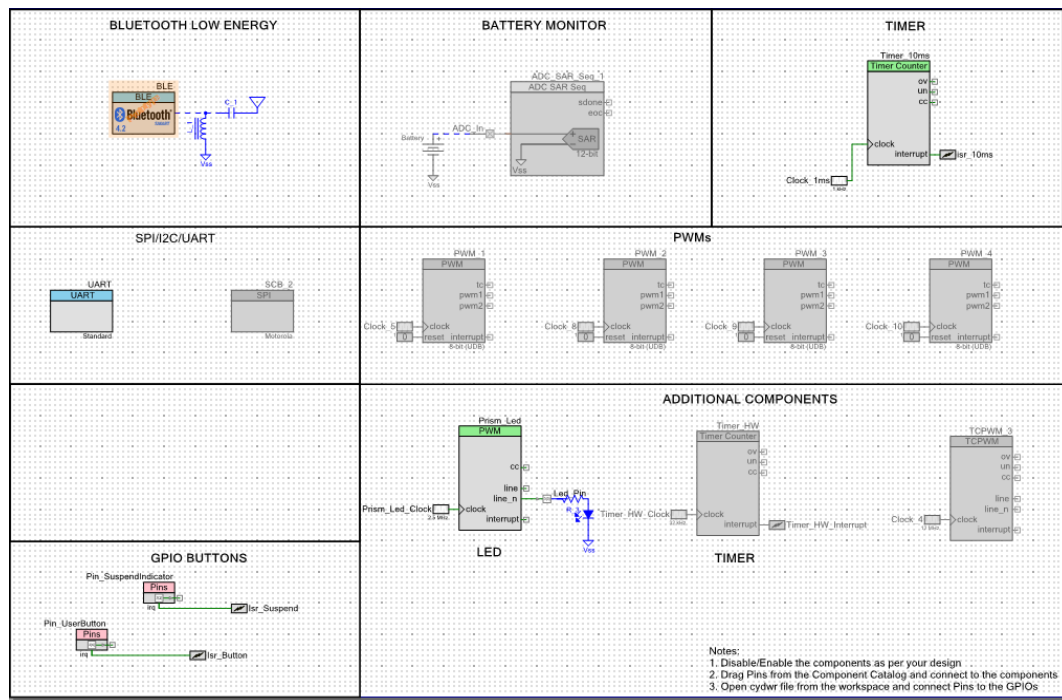 BLUETOOTH LOW ENERGY
BLE
BLE
Bluetooth
4.2
C_1
L_1
Vss
BATTERY MONITOR
ADC_SAR_Seq_1
ADC SAR Seq
sdone
eoc
ADC_In
Battery
SAR
12-bit
Vss
Vss
TIMER
Timer_10ms
Timer Counter
ov
un
cc
clock
interrupt
Isr_10ms
Clock_1ms
SPI/I2C/UART
UART
UART
Standard
SCB_2
SPI
Motorola
PWMs
PWM_1
PWM
tc
pwm1
pwm2
Clock_5
clock
0
reset interrupt
8-bit (UDB)
PWM_2
PWM
tc
pwm1
pwm2
Clock_8
clock
0
reset interrupt
8-bit (UDB)
PWM_3
PWM
tc
pwm1
pwm2
Clock_9
clock
0
reset interrupt
8-bit (UDB)
PWM_4
PWM
tc
pwm1
pwm2
Clock_10
clock
0
reset interrupt
8-bit (UDB)
ADDITIONAL COMPONENTS
Prism_Led
PWM
cc
line
line_n
Led_Pin
Prism_Led_Clock
clock
interrupt
Vss
LED
Timer_HW
Timer Counter
ov
un
cc
Timer_HW_Clock
clock
interrupt
Timer_HW_Interrupt
TIMER
TCPWM_3
TCPWM
ov
un
cc
line
line_n
Clock_4
clock
interrupt
GPIO BUTTONS
Pin_SuspendIndicator
Pins
irq
Isr_Suspend
Pin_UserButton
Pins
irq
Isr_Button
Notes:
1. Disable/Enable the components as per your design
2. Drag Pins from the Component Catalog and connect to the components
3. Open cydwr file from the workspace and connect Pins to the GPIOs